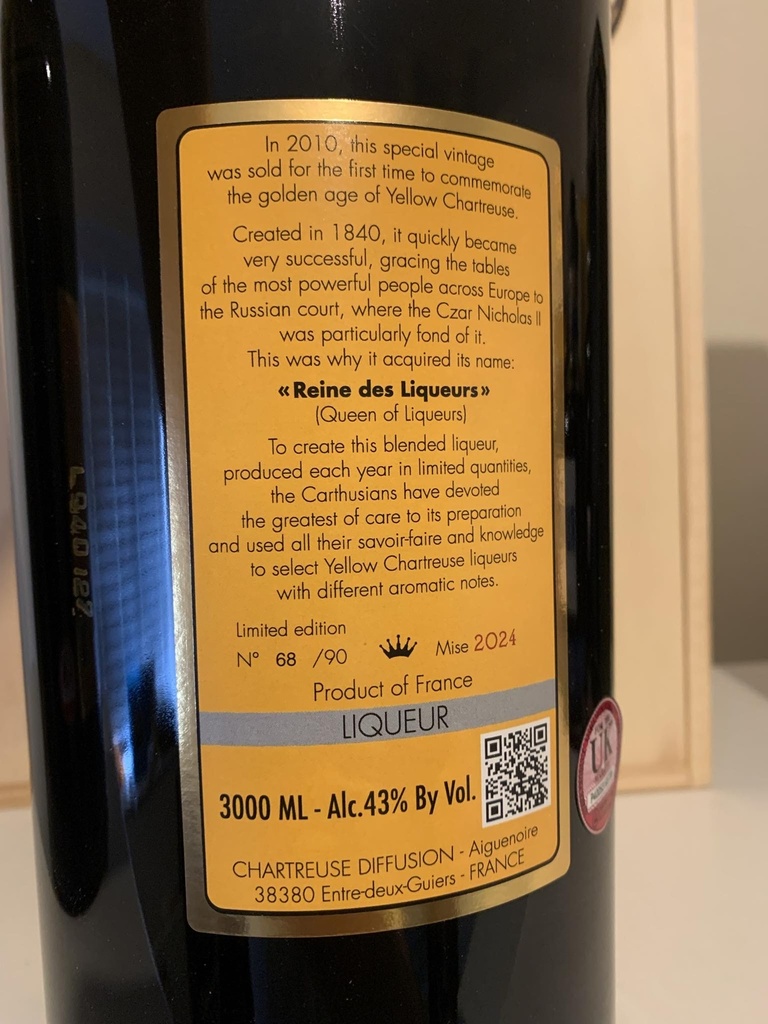 In 2010, this special vintage
was sold for the first time to commemorate
the golden age of Yellow Chartreuse.
Created in 1840, it quickly became
very successful, gracing the tables
of the most powerful people across Europe to
the Russian court, where the Czar Nicholas II
was particularly fond of it.
This was why it acquired its name:
«Reine des Liqueurs»
(Queen of Liqueurs)
To create this blended liqueur,
produced each year in limited quantities,
the Carthusians have devoted
the greatest of care to its preparation
and used all their savoir-faire and knowledge
to select Yellow Chartreuse liqueurs
with different aromatic notes.
Limited edition
N° 68 /90 Mise 2024
Product of France
LIQUEUR
3000 ML - Alc.43% By Vol.
CHARTREUSE DIFFUSION - Aiguenoire
38380 Entre-deux-Guiers - FRANCE
UK